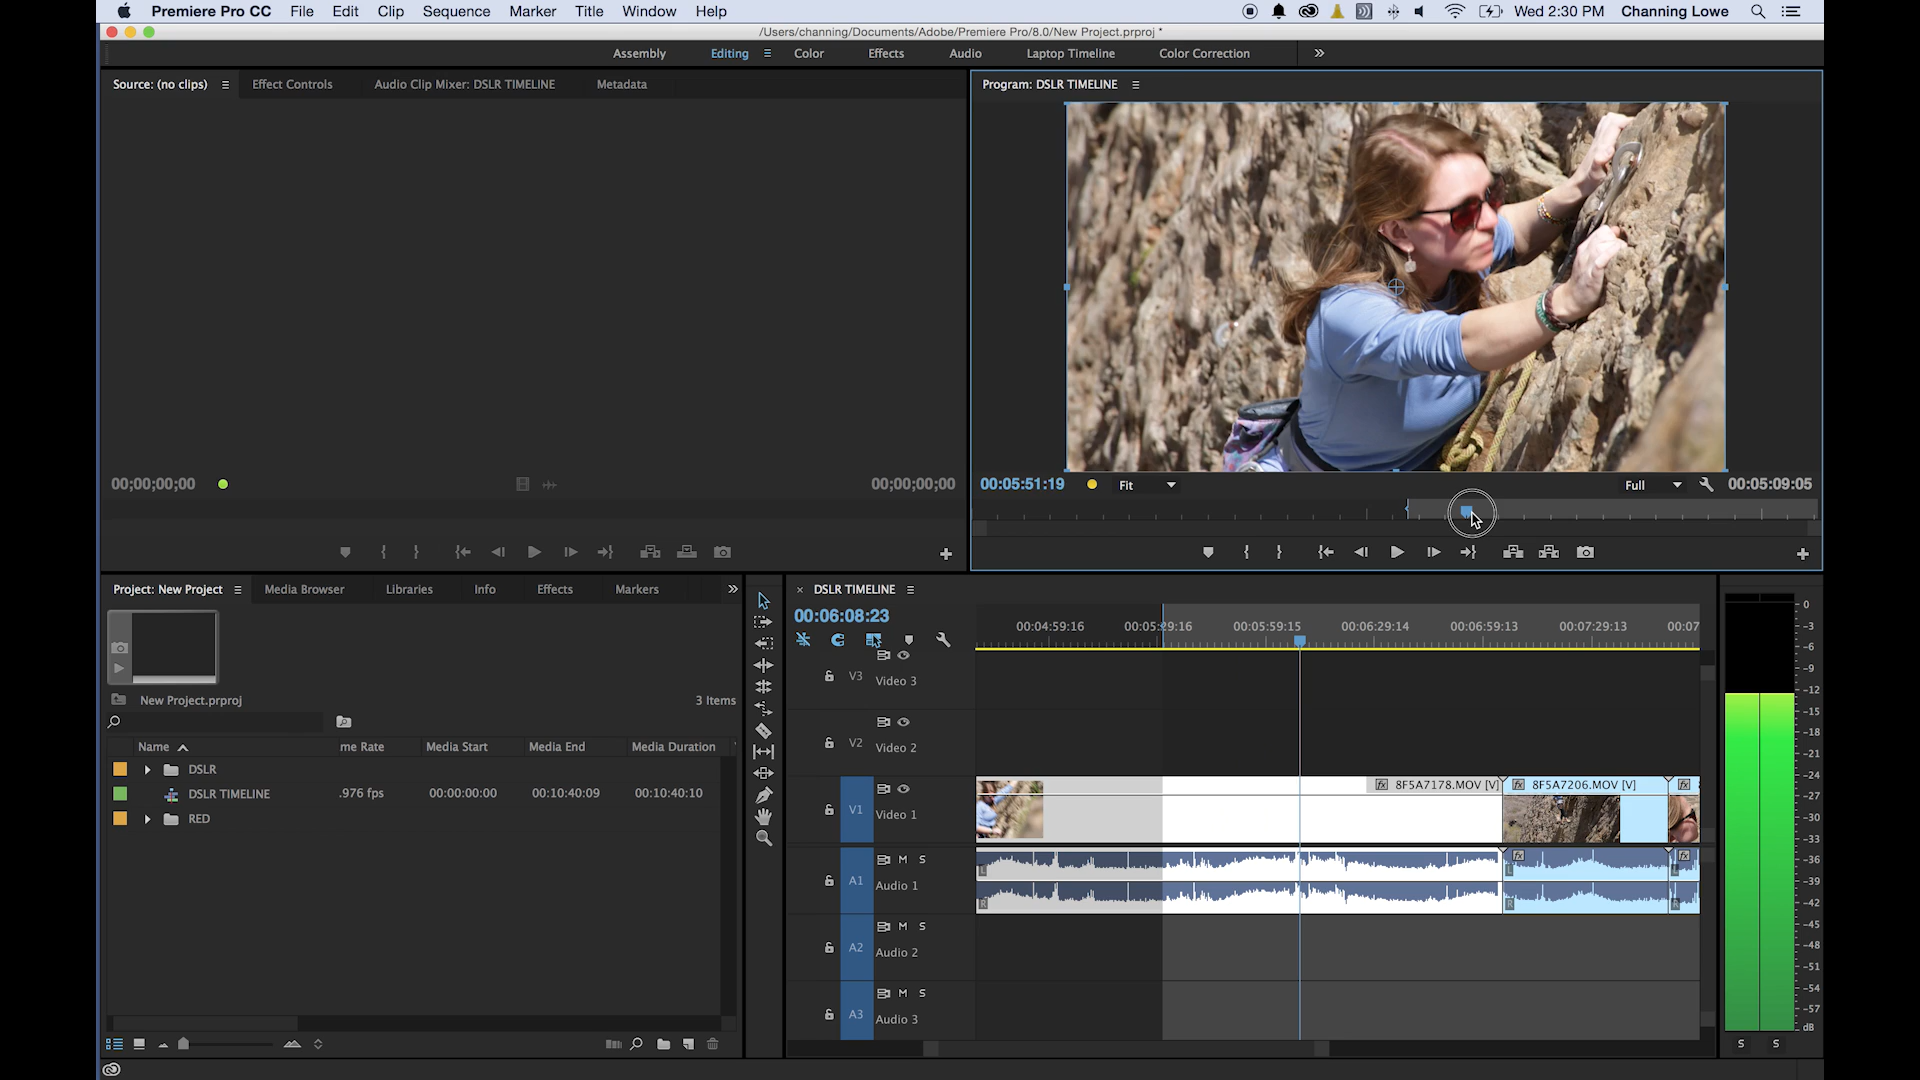 Premiere Pro CC File Edit Clip Sequence Marker Title Window Help Wed 2:30 PM Channing Lowe
/Users/channing/Documents/Adobe/Premiere Pro/8.0/New Project.prproj *
Assembly Editing Color Effects Audio Laptop Timeline Color Correction
Source: (no clips) Effect Controls Audio Clip Mixer: DSLR TIMELINE Metadata
Program: DSLR TIMELINE
00;00;00;00 00;00;00;00
00:05:51:19 Fit Full 00:05:09:05
Project: New Project Media Browser Libraries Info Effects Markers
New Project.prproj 3 Items
Name me Rate Media Start Media End Media Duration
DSLR
DSLR TIMELINE .976 fps 00:00:00:00 00:10:40:09 00:10:40:10
RED
DSLR TIMELINE
00:06:08:23
00:04:59:16 00:05:29:16 00:05:59:15 00:06:29:14 00:06:59:13 00:07:29:13 00:07
V3 Video 3
V2 Video 2
fx 8F5A7178.MOV [V] fx 8F5A7206.MOV [V] fx
V1 Video 1
M S
fx fx
A1 Audio 1
L L L
R R R
M S
A2 Audio 2
M S
A3 Audio 3
0
-3
-6
-9
-12
-15
-18
-21
-24
-27
-30
-33
-36
-39
-42
-45
-48
-51
-54
-57
dB
S S